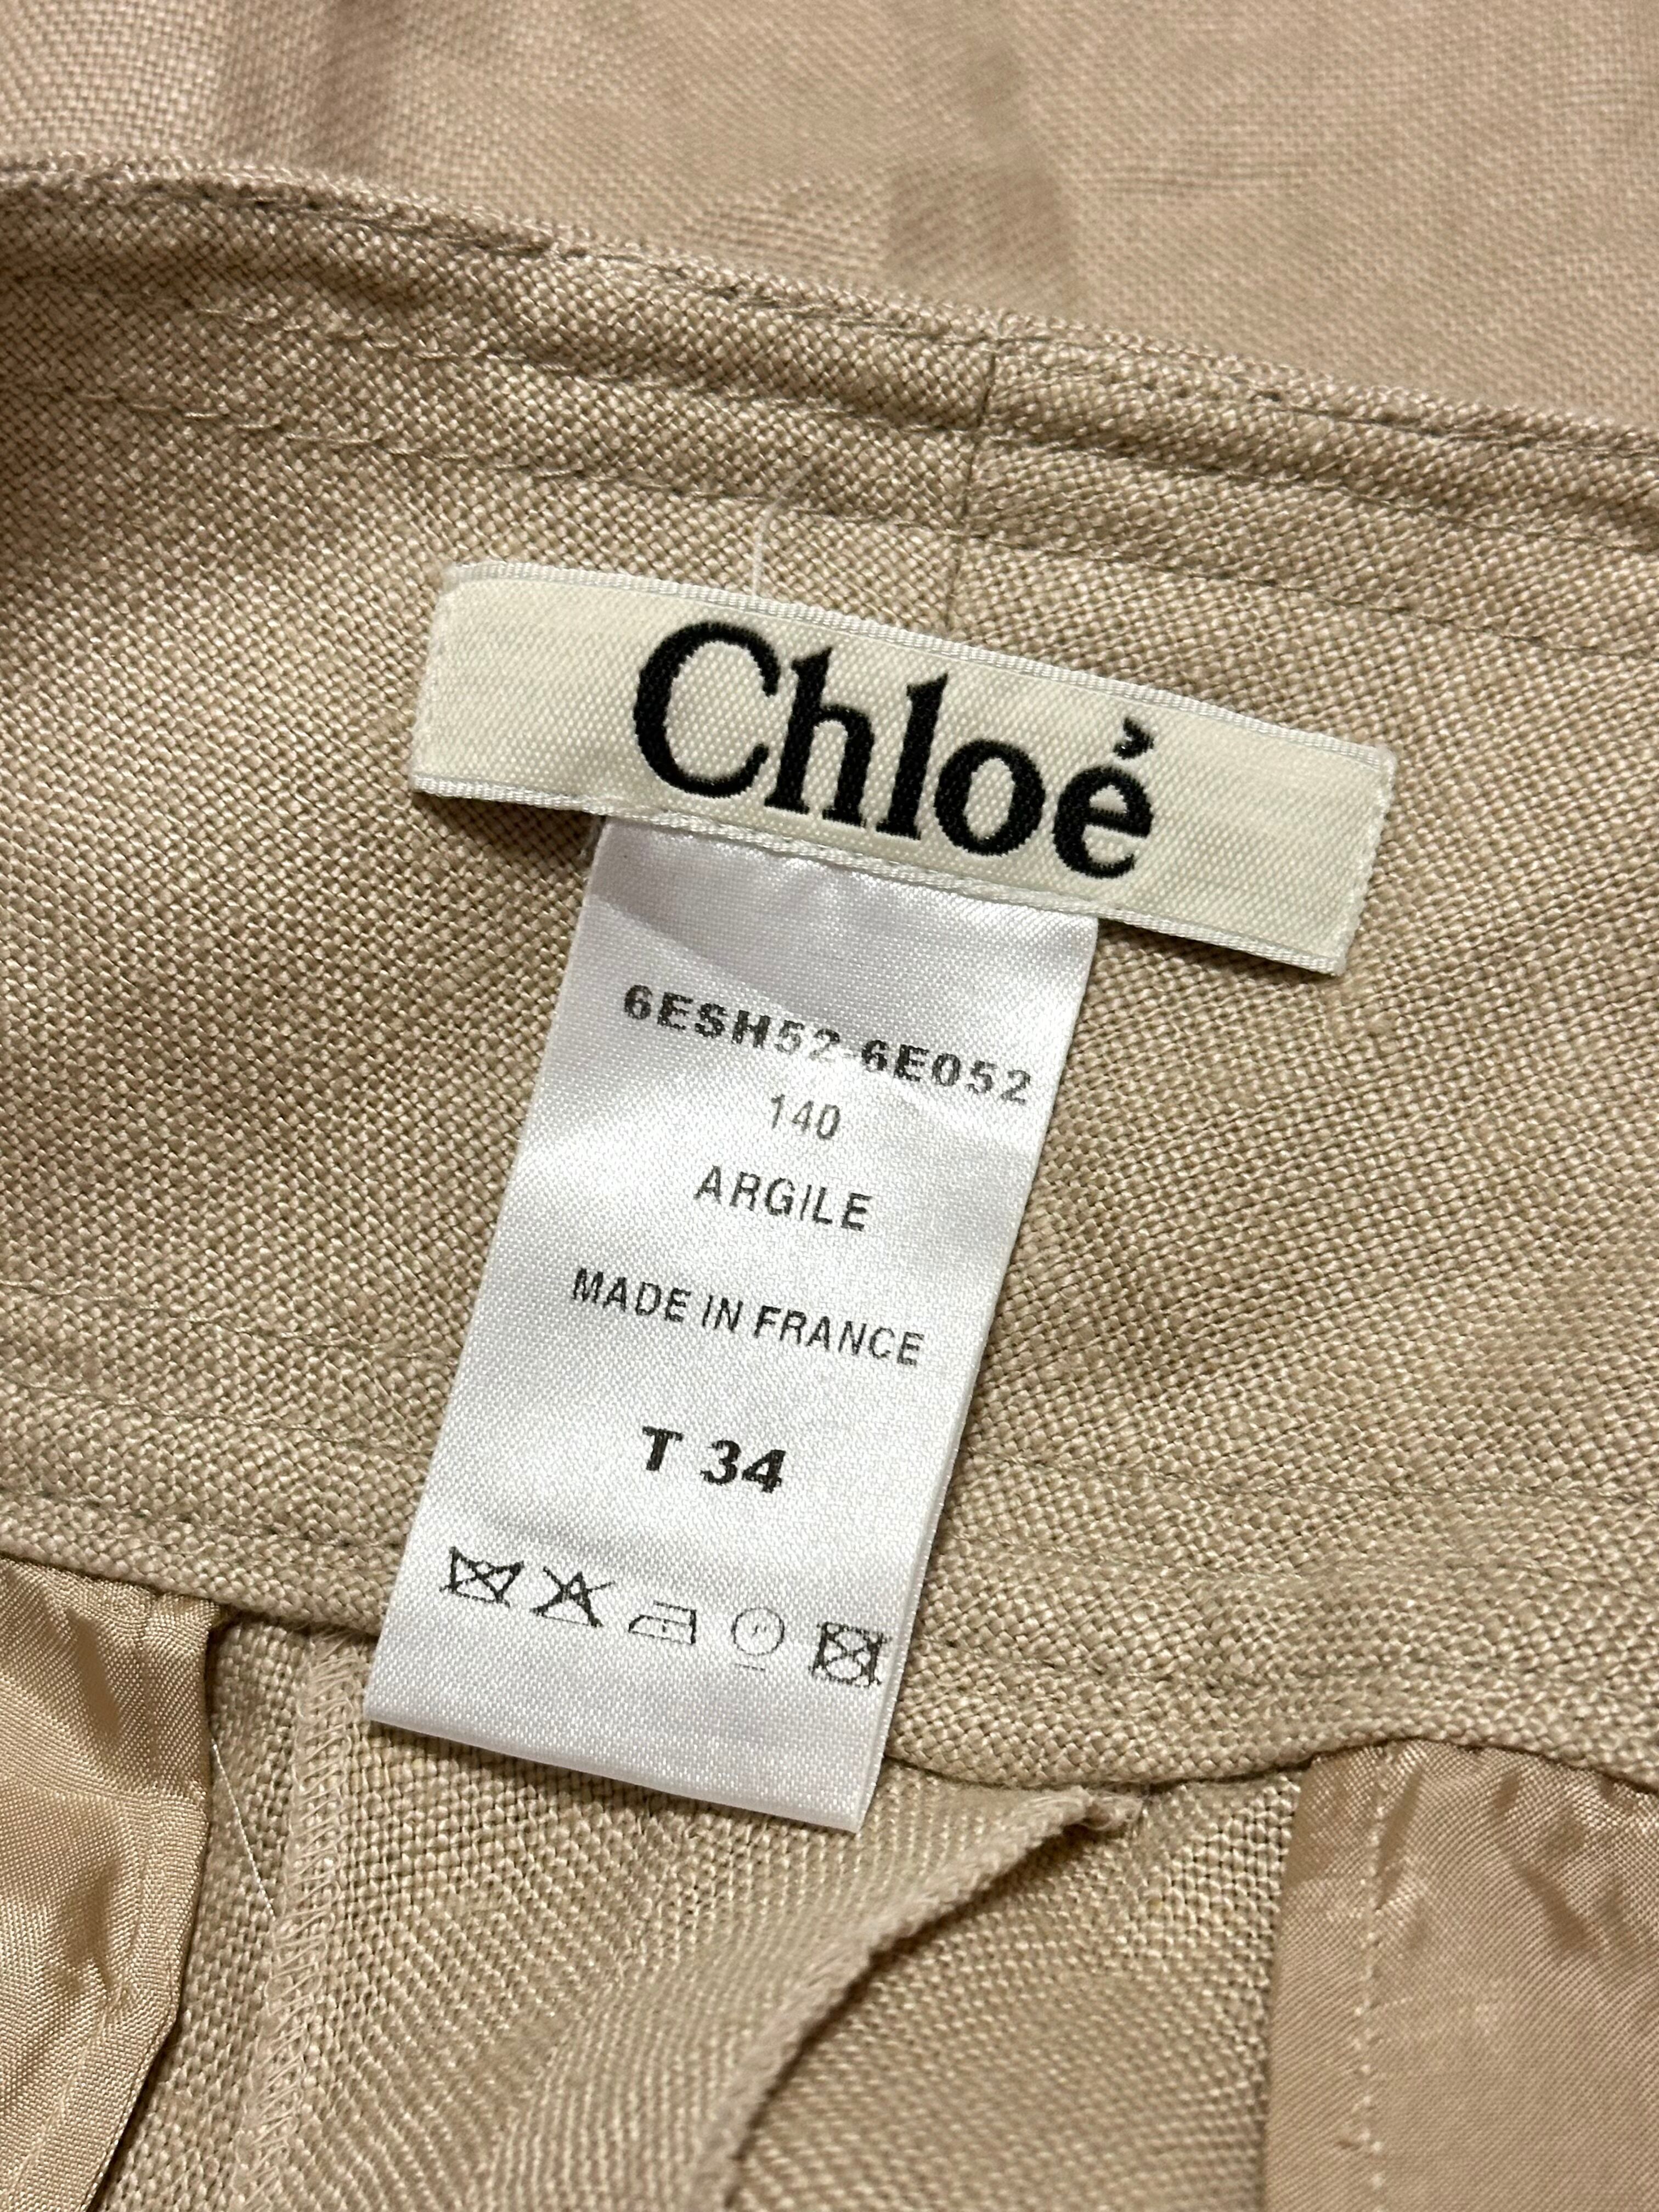 Chloé
6ESH52-6E052
140
ARGILE
MADE IN FRANCE
T 34